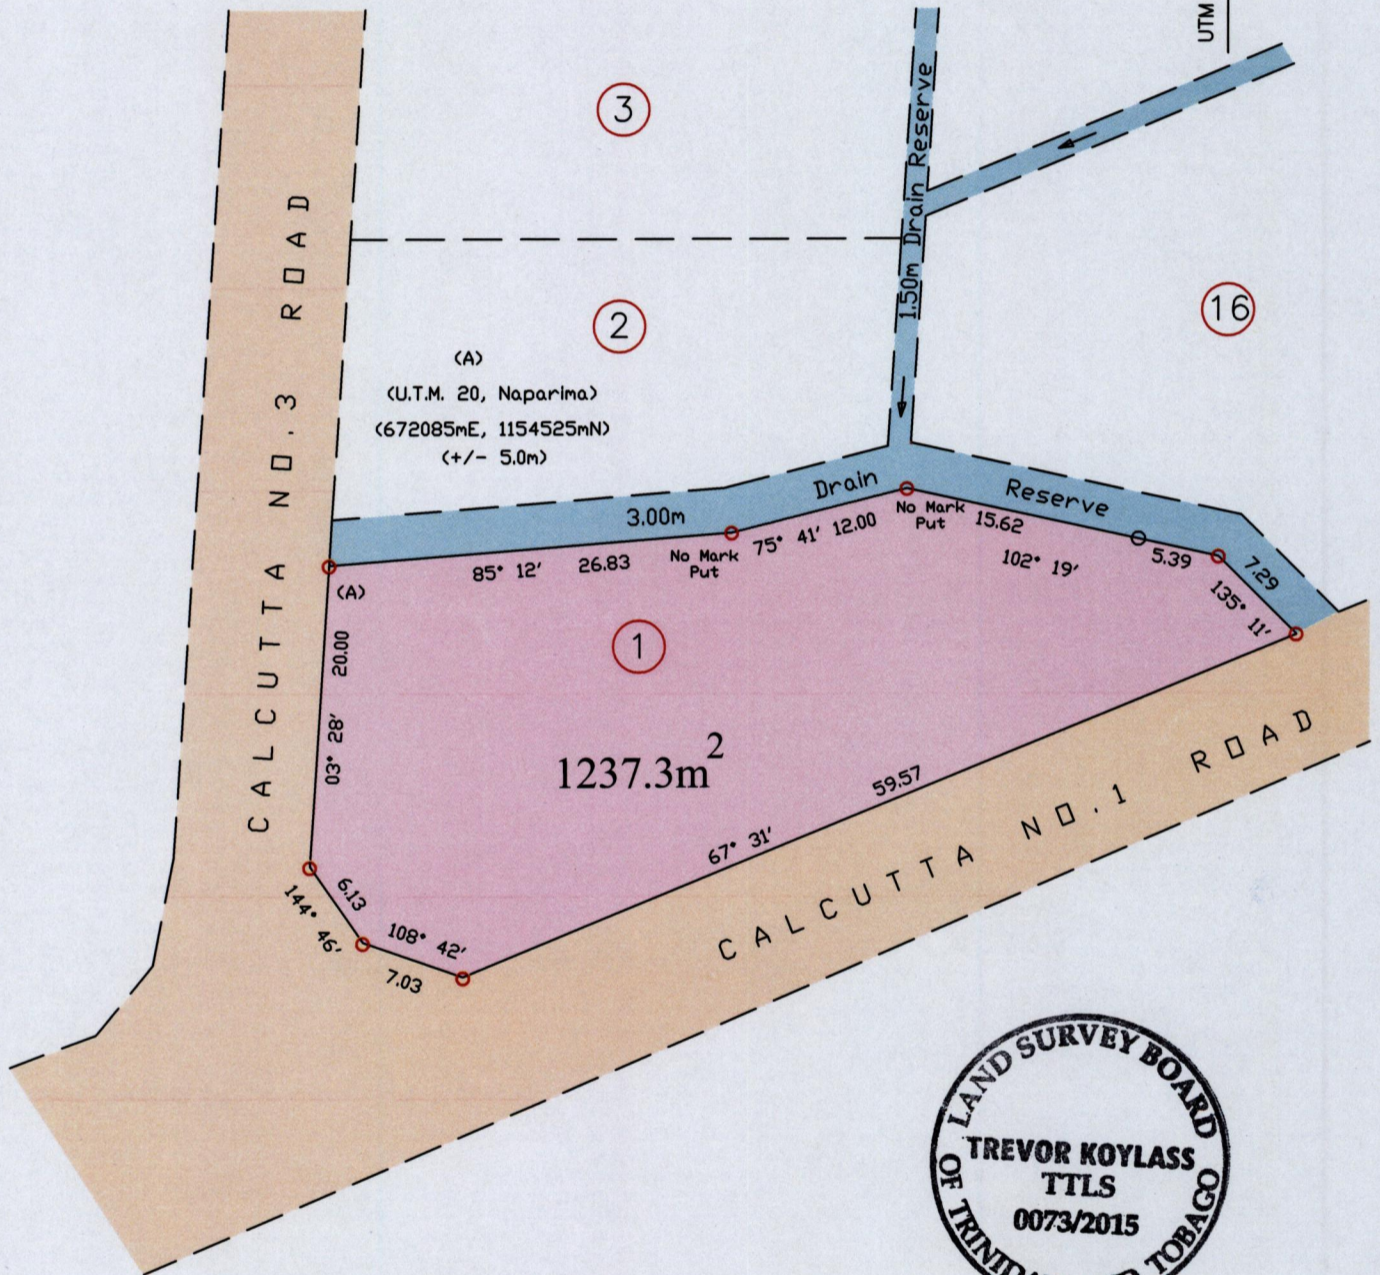 UTM
3
1.50m Drain Reserve
CALCUTTA NO.3 ROAD
2
16
(A)
(U.T.M. 20, Naparima)
(672085mE, 1154525mN)
(+/- 5.0m)
Drain Reserve
3.00m
No Mark
Put
75° 41' 12.00
No Mark
Put
15.62
85° 12' 26.83
102° 19'
5.39
7.29
135° 11'
(A)
03° 28' 20.00
1
1237.3m²
59.57
67° 31'
6.13
144° 46'
108° 42'
7.03
CALCUTTA NO.1 ROAD
LAND SURVEY BOARD
TREVOR KOYLASS
TTLS
0073/2015
OF TOBAGO